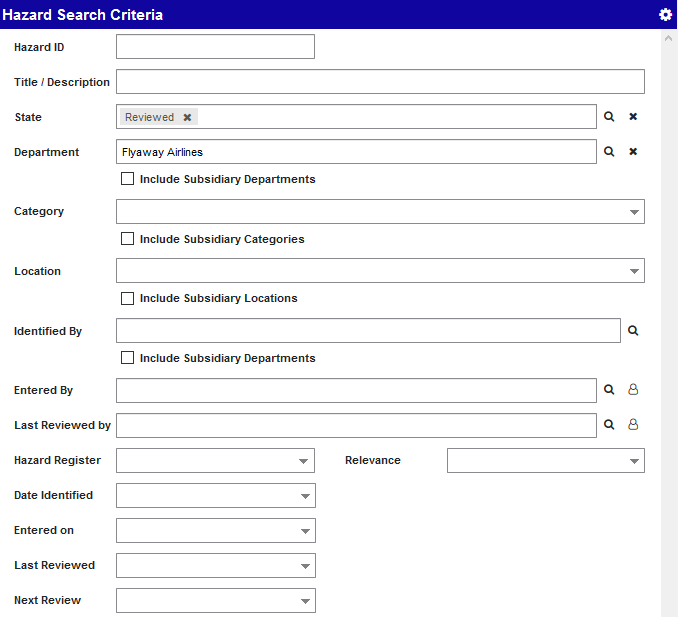 Hazard Search Criteria
Hazard ID
Title / Description
State Reviewed
Department Flyaway Airlines
Include Subsidiary Departments
Category
Include Subsidiary Categories
Location
Include Subsidiary Locations
Identified By
Include Subsidiary Departments
Entered By
Last Reviewed by
Hazard Register Relevance
Date Identified
Entered on
Last Reviewed
Next Review